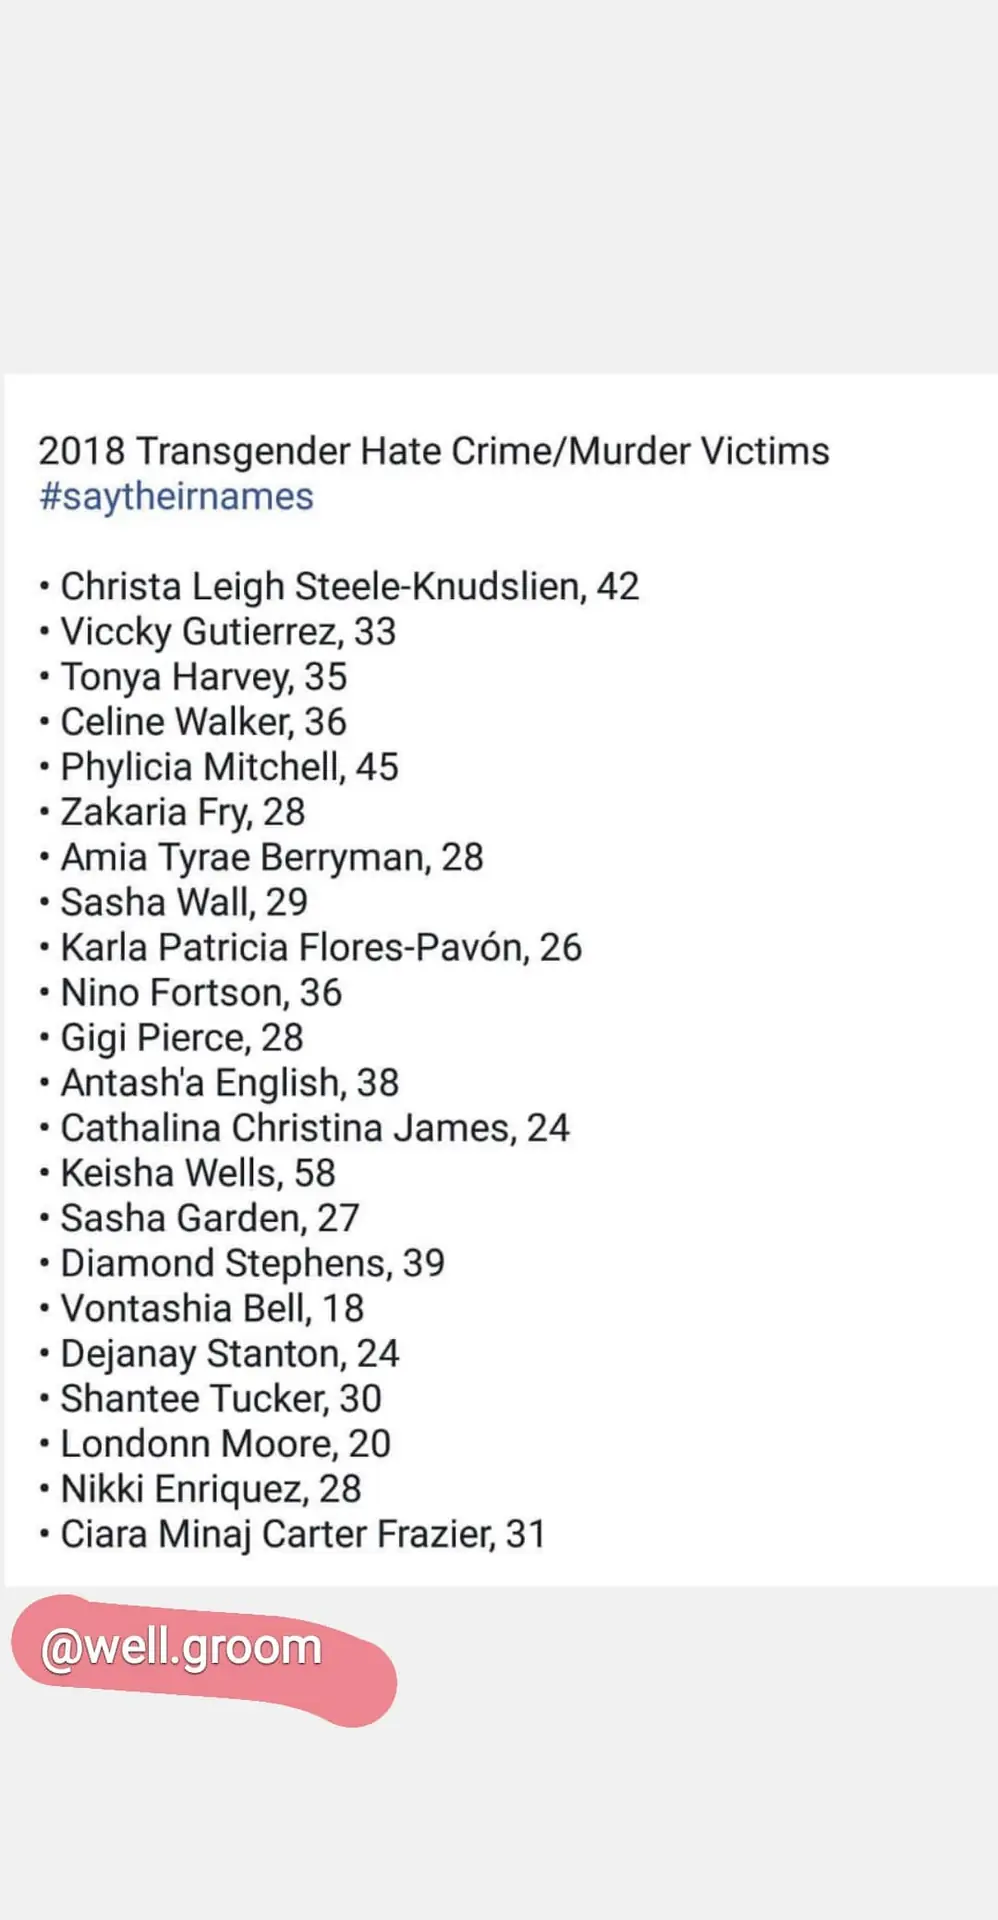 2018 Transgender Hate Crime/Murder Victims
#saytheirnames
• Christa Leigh Steele-Knudslien, 42
• Viccky Gutierrez, 33
• Tonya Harvey, 35
• Celine Walker, 36
• Phylicia Mitchell, 45
• Zakaria Fry, 28
• Amia Tyrae Berryman, 28
• Sasha Wall, 29
• Karla Patricia Flores-Pavón, 26
• Nino Fortson, 36
• Gigi Pierce, 28
• Antash'a English, 38
• Cathalina Christina James, 24
• Keisha Wells, 58
• Sasha Garden, 27
• Diamond Stephens, 39
• Vontashia Bell, 18
• Dejanay Stanton, 24
• Shantee Tucker, 30
• Londonn Moore, 20
• Nikki Enriquez, 28
• Ciara Minaj Carter Frazier, 31
@well.groom